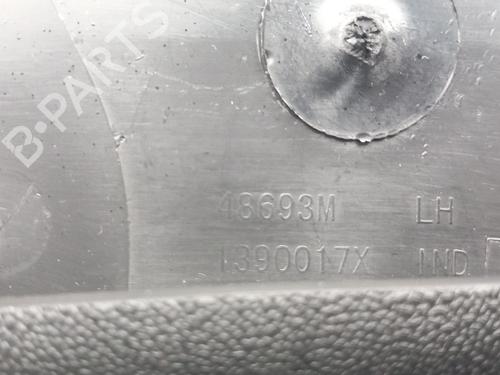 B-PARTS
48693M LH
1390017X IND